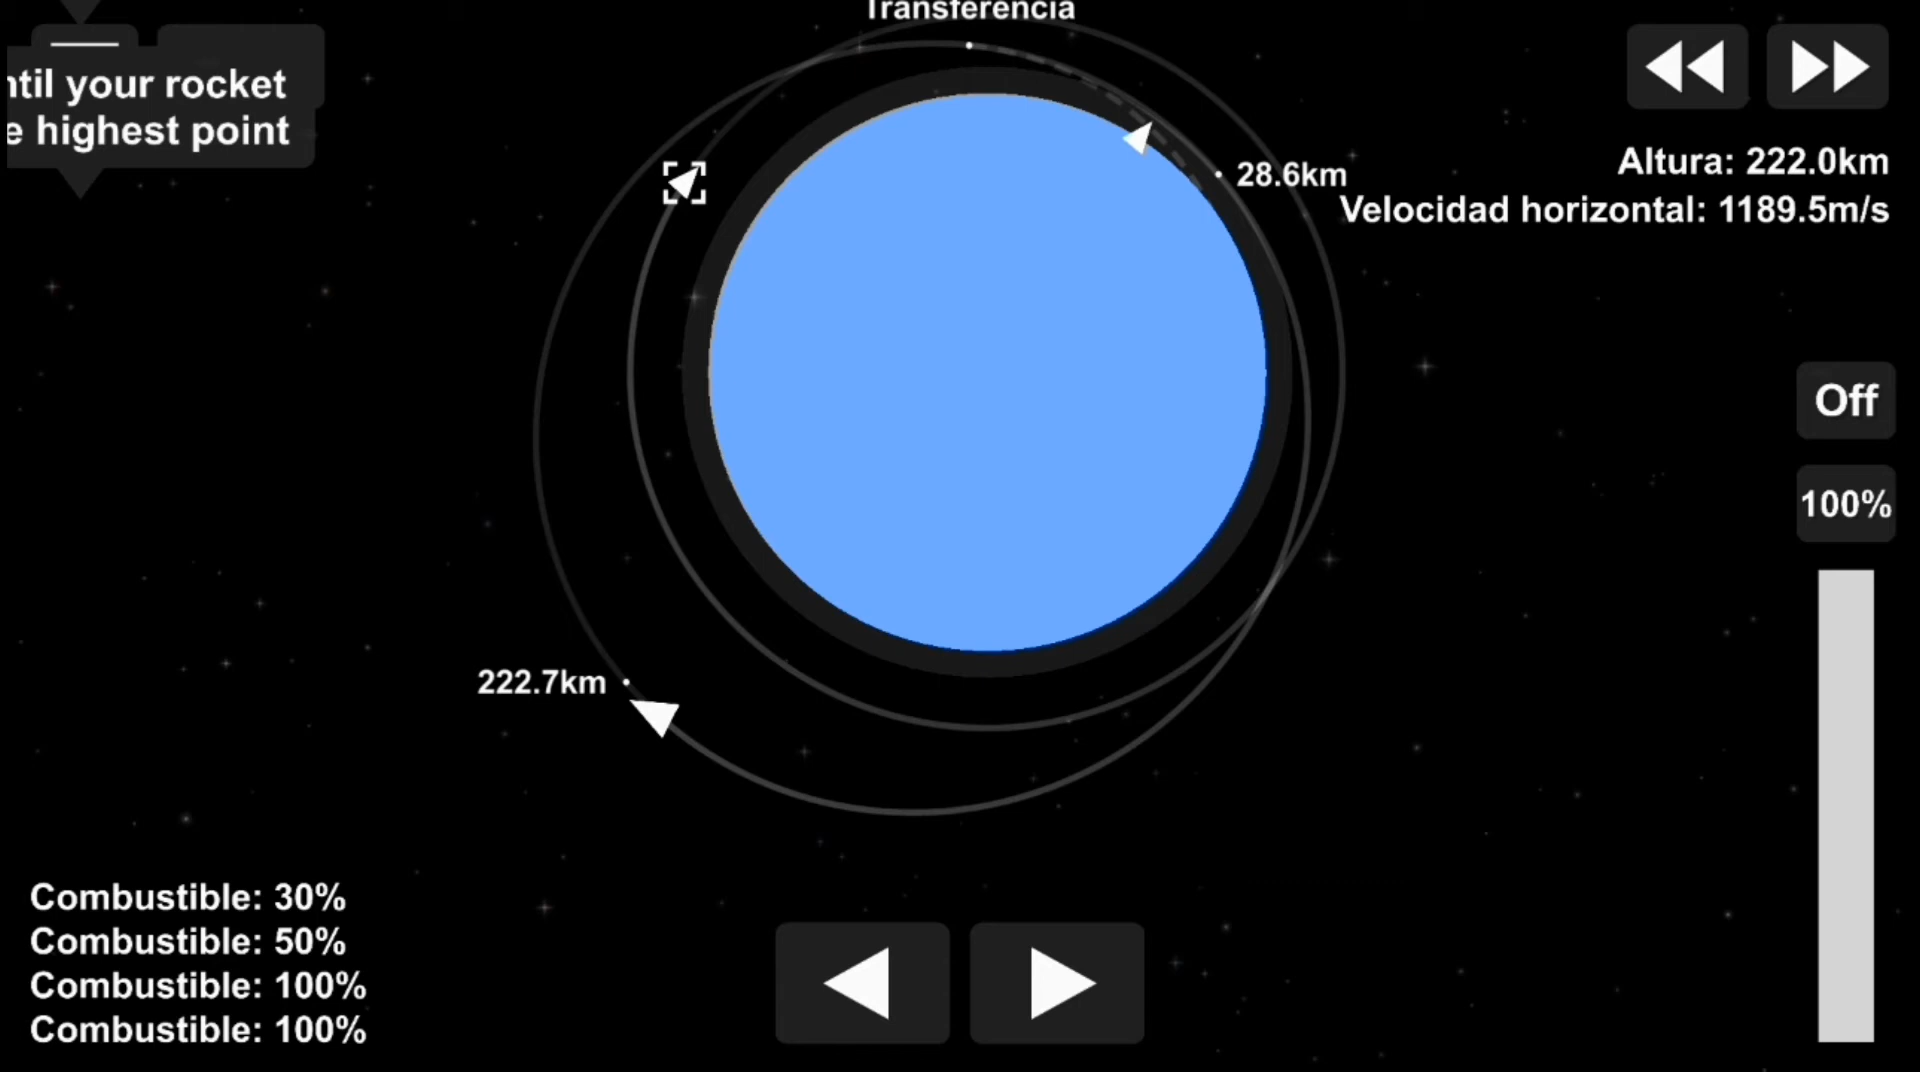 Transferencia
ntil your rocket
e highest point
28.6km
Altura: 222.0km
Velocidad horizontal: 1189.5m/s
Off
100%
222.7km
Combustible: 30%
Combustible: 50%
Combustible: 100%
Combustible: 100%